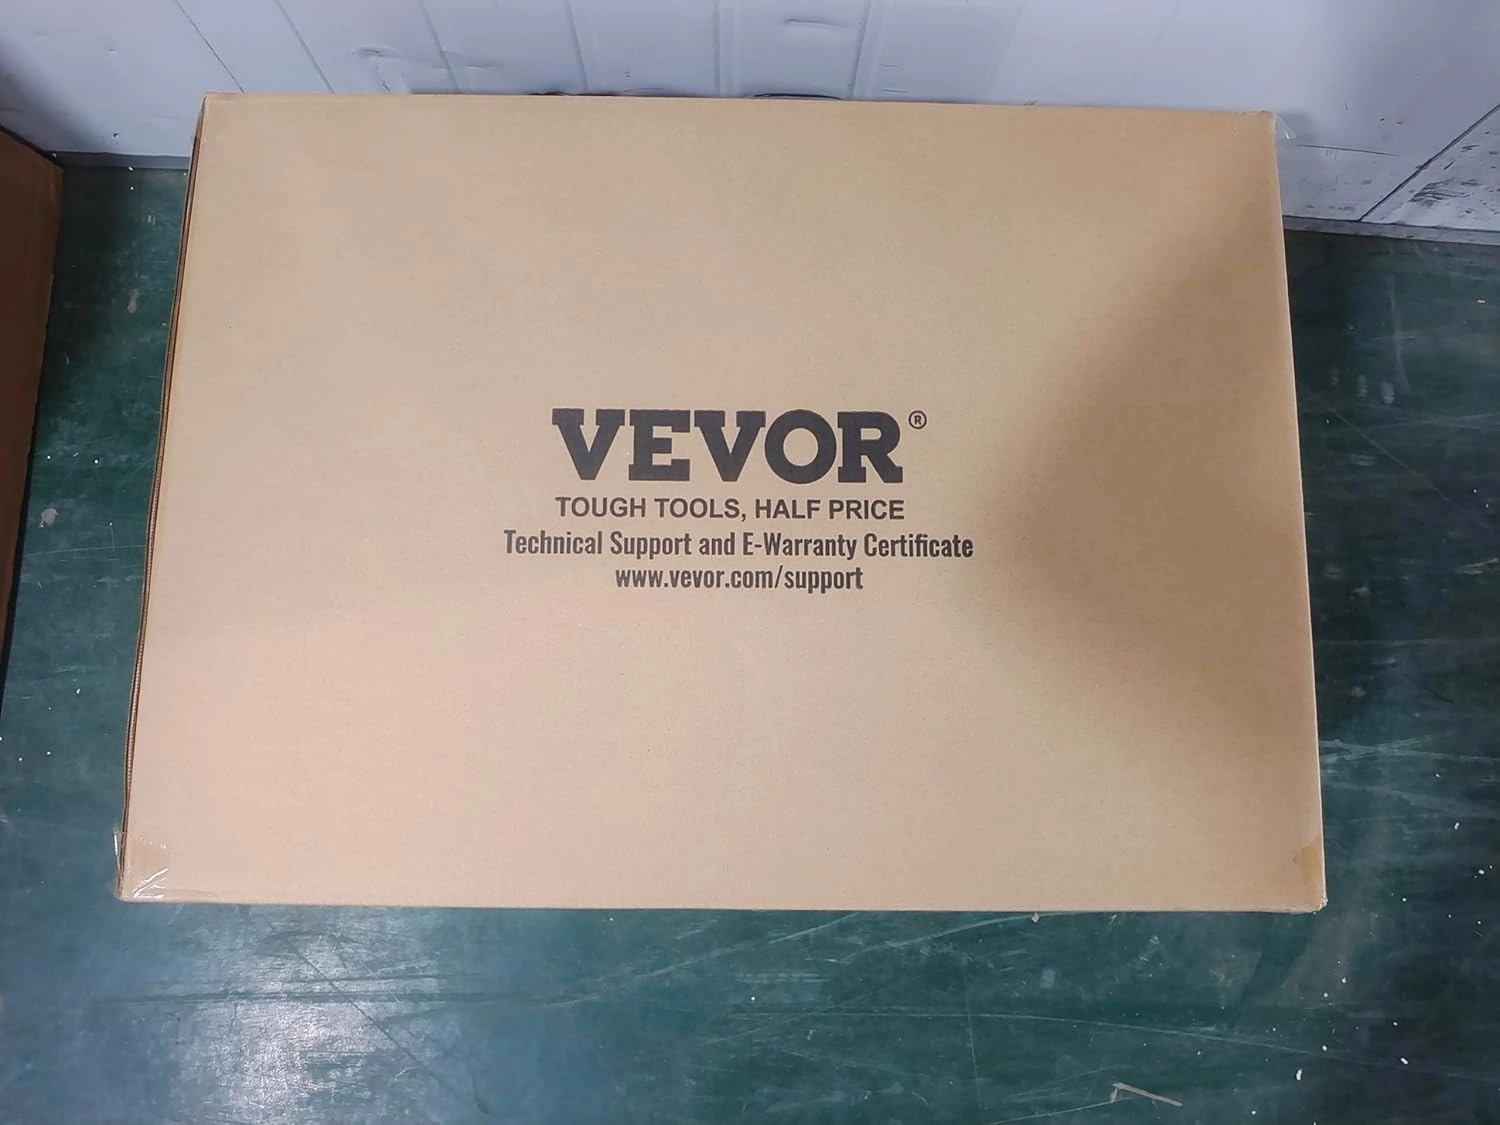 VEVOR®
TOUGH TOOLS, HALF PRICE
Technical Support and E-Warranty Certificate
www.vevor.com/support